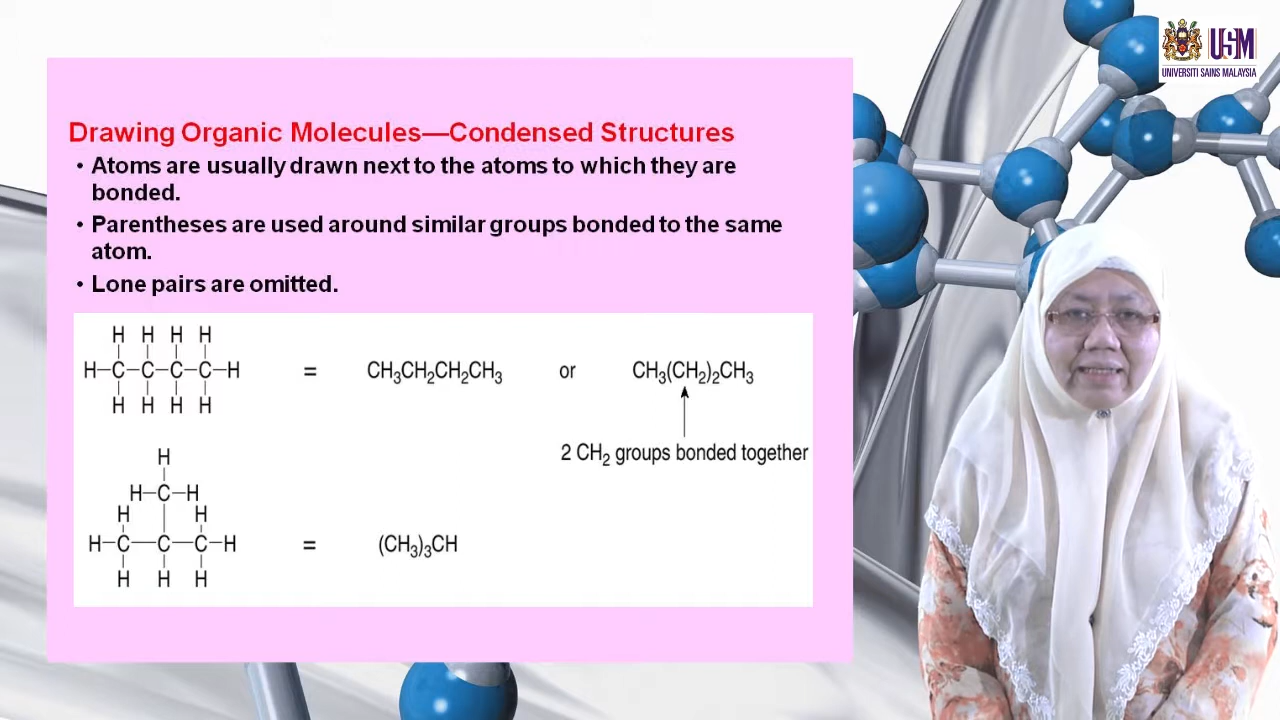 USM
UNIVERSITI SAINS MALAYSIA
Drawing Organic Molecules—Condensed Structures
• Atoms are usually drawn next to the atoms to which they are
bonded.
• Parentheses are used around similar groups bonded to the same
atom.
• Lone pairs are omitted.
H H H H
H–C–C–C–C–H = CH₃CH₂CH₂CH₃ or CH₃(CH₂)₂CH₃
H H H H
2 CH₂ groups bonded together
H
H–C–H
H H
H–C–C–C–H = (CH₃)₃CH
H H H